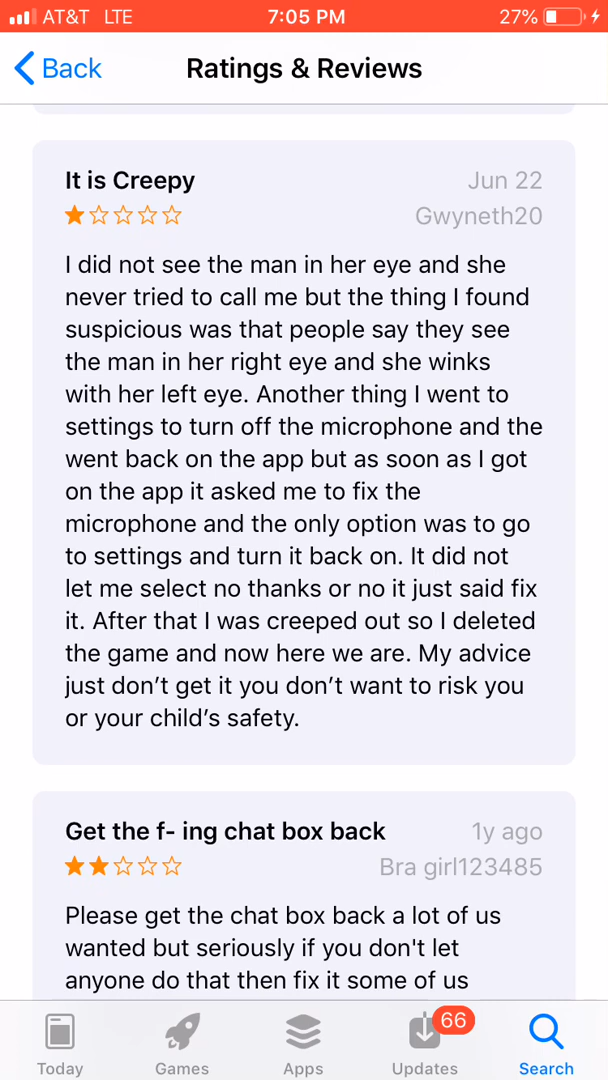 AT&T LTE 7:05 PM 27%
Back Ratings & Reviews
It is Creepy Jun 22
Gwyneth20
I did not see the man in her eye and she
never tried to call me but the thing I found
suspicious was that people say they see
the man in her right eye and she winks
with her left eye. Another thing I went to
settings to turn off the microphone and the
went back on the app but as soon as I got
on the app it asked me to fix the
microphone and the only option was to go
to settings and turn it back on. It did not
let me select no thanks or no it just said fix
it. After that I was creeped out so I deleted
the game and now here we are. My advice
just don’t get it you don’t want to risk you
or your child’s safety.
Get the f- ing chat box back 1y ago
Bra girl123485
Please get the chat box back a lot of us
wanted but seriously if you don't let
anyone do that then fix it some of us
66
Today Games Apps Updates Search